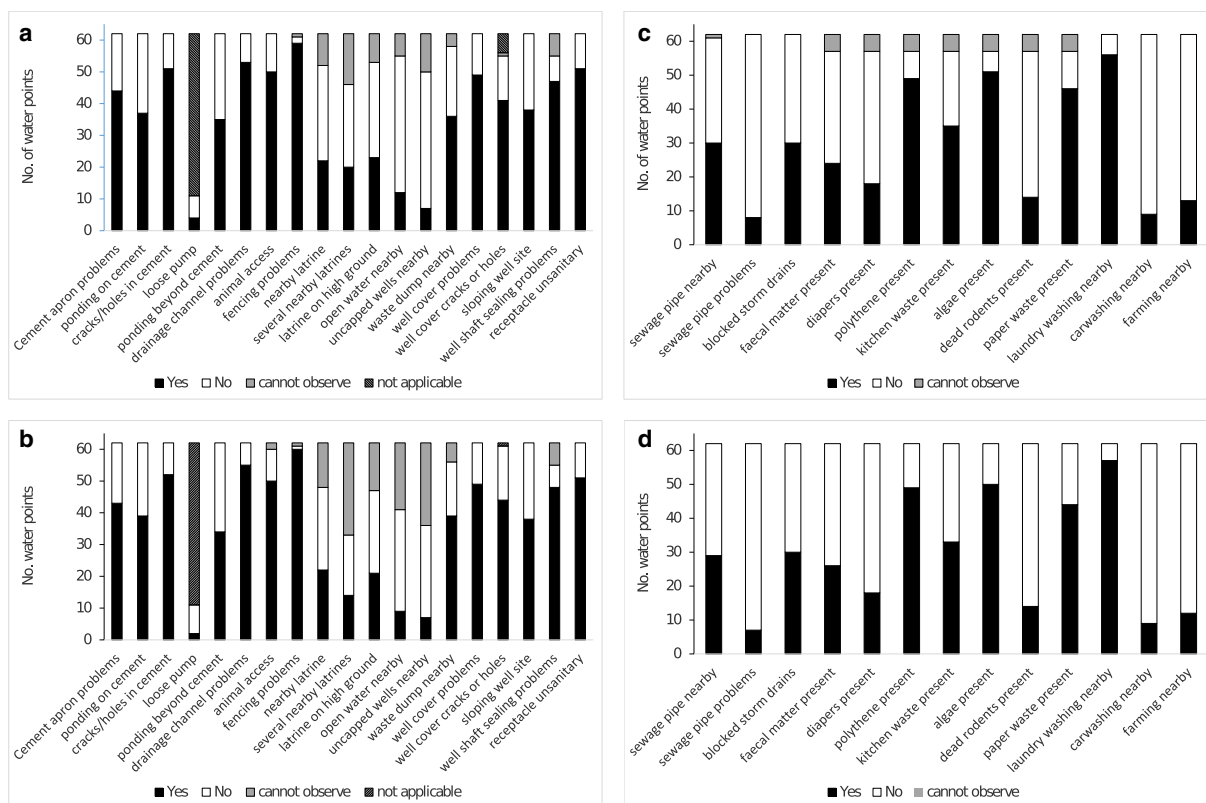 a
No. of water points
60
50
40
30
20
10
0
Cement apron problems
ponding on cement
cracks/holes in cement
loose pump
ponding beyond cement
drainage channel problems
animal access
fencing problems
nearby latrine
several nearby latrines
latrine on high ground
open water nearby
uncapped wells nearby
waste dump nearby
well cover problems
well cover cracks or holes
sloping well site
well shaft sealing problems
receptacle unsanitary
Yes No cannot observe not applicable
c
No. of water points
60
50
40
30
20
10
0
sewage pipe nearby
sewage pipe problems
blocked storm drains
faecal matter present
diapers present
polythene present
kitchen waste present
algae present
dead rodents present
paper waste present
laundry washing nearby
carwashing nearby
farming nearby
Yes No cannot observe
b
No. water points
60
50
40
30
20
10
0
Cement apron problems
ponding on cement
cracks/holes in cement
loose pump
ponding beyond cement
drainage channel problems
animal access
fencing problems
nearby latrine
several nearby latrines
latrine on high ground
open water nearby
uncapped wells nearby
waste dump nearby
well cover problems
well cover cracks or holes
sloping well site
well shaft sealing problems
receptacle unsanitary
Yes No cannot observe not applicable
d
No. water points
60
50
40
30
20
10
0
sewage pipe nearby
sewage pipe problems
blocked storm drains
faecal matter present
diapers present
polythene present
kitchen waste present
algae present
dead rodents present
paper waste present
laundry washing nearby
carwashing nearby
farming nearby
Yes No cannot observe